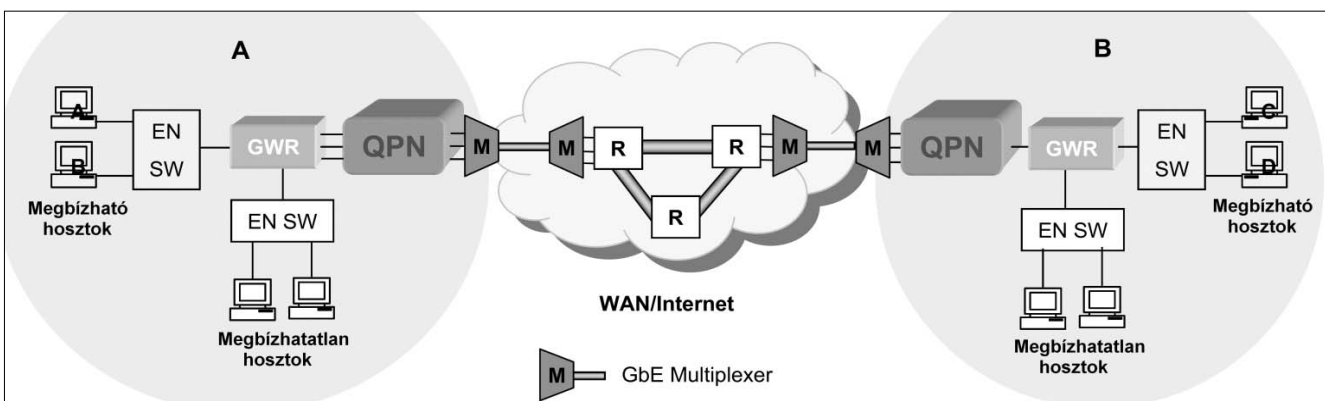 A
B
A
B
EN
SW
GWR
QPN
M
M
R
R
R
M
M
QPN
GWR
EN
SW
C
D
Megbízható
hosztok
EN SW
Megbízhatatlan
hosztok
WAN/Internet
Megbízható
hosztok
EN SW
Megbízhatatlan
hosztok
M
GbE Multiplexer